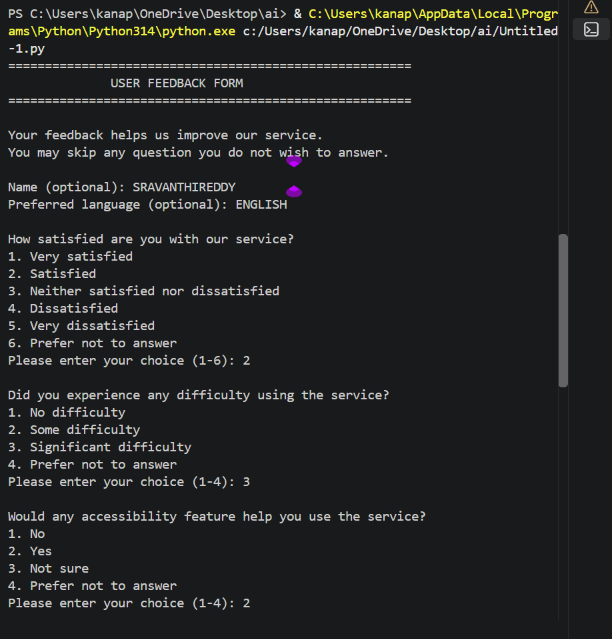 PS C:\Users\kanap\OneDrive\Desktop\ai> & C:\Users\kanap\AppData\Local\Progr
ams\Python\Python314\python.exe c:/Users/kanap/OneDrive/Desktop/ai/Untitled
-1.py
=======================================================
USER FEEDBACK FORM
=======================================================
Your feedback helps us improve our service.
You may skip any question you do not wish to answer.
Name (optional): SRAVANTHIREDDY
Preferred language (optional): ENGLISH
How satisfied are you with our service?
1. Very satisfied
2. Satisfied
3. Neither satisfied nor dissatisfied
4. Dissatisfied
5. Very dissatisfied
6. Prefer not to answer
Please enter your choice (1-6): 2
Did you experience any difficulty using the service?
1. No difficulty
2. Some difficulty
3. Significant difficulty
4. Prefer not to answer
Please enter your choice (1-4): 3
Would any accessibility feature help you use the service?
1. No
2. Yes
3. Not sure
4. Prefer not to answer
Please enter your choice (1-4): 2